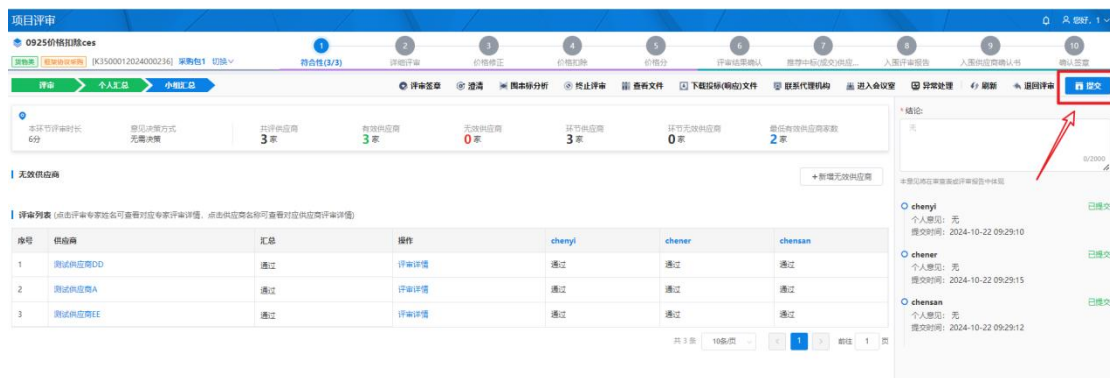 项目评审
您好，1
0925价格扣除ces
货物类 框架协议采购 [K3500012024000236] 采购包1 切换
1 2 3 4 5 6 7 8 9 10
符合性(3/3) 详细评审 价格修正 价格扣除 价格分 评审结果确认 推荐中标(成交)供应... 入围评审报告 入围供应商确认书 确认签章
评审 个人汇总 小组汇总
评审签章 澄清 围串标分析 终止评审 查看文件 下载投标(响应)文件 联系代理机构 进入会议室 异常处理 刷新 退回评审 提交
本环节评审时长 意见决策方式 共评供应商 有效供应商 无效供应商 环节供应商 环节无效供应商 最低有效供应商家数
6分 无需决策 3家 3家 0家 3家 0家 2家
* 结论:
无
0/2000
本意见将在审查表或评审报告中体现
无效供应商
+新增无效供应商
评审列表 (点击评审专家姓名可查看对应专家评审详情、点击供应商名称可查看对应供应商评审详情)
序号 供应商 汇总 操作 chenyi chener chensan
1 测试供应商DD 通过 评审详情 通过 通过 通过
2 测试供应商A 通过 评审详情 通过 通过 通过
3 测试供应商EE 通过 评审详情 通过 通过 通过
共 3 条 10条/页 < 1 > 前往 1 页
chenyi 已提交
个人意见: 无
提交时间: 2024-10-22 09:29:10
chener 已提交
个人意见: 无
提交时间: 2024-10-22 09:29:15
chensan 已提交
个人意见: 无
提交时间: 2024-10-22 09:29:12